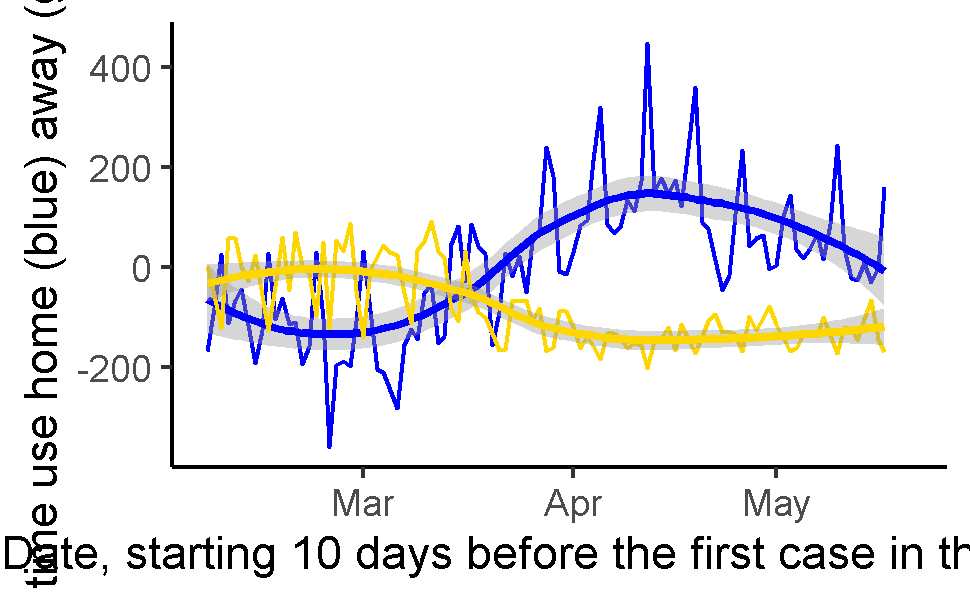 time use home (blue) away (
400
200
0
-200
Mar
Apr
May
Date, starting 10 days before the first case in th